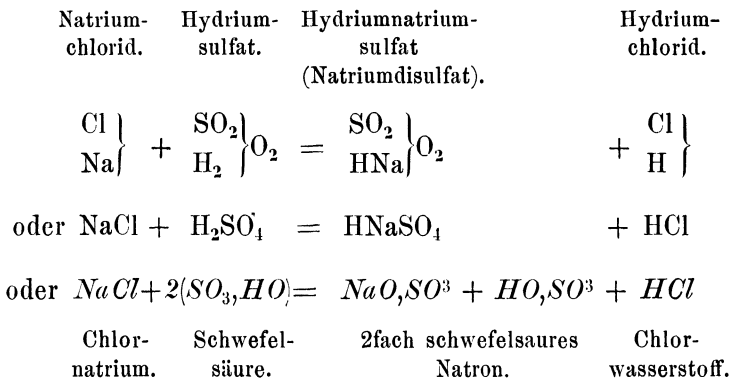 Natrium- Hydrium- Hydriumnatrium- Hydrium-
chlorid. sulfat. sulfat chlorid.
(Natriumdisulfat).
Cl} SO₂} SO₂} Cl}
+ O₂ = O₂ +
Na} H₂} HNa} H}
oder NaCl + H₂SO₄ = HNaSO₄ + HCl
oder NaCl+2(SO₃,HO)= NaO,SO³ + HO,SO³ + HCl
Chlor- Schwefel- 2fach schwefelsaures Chlor-
natrium. säure. Natron. wasserstoff.